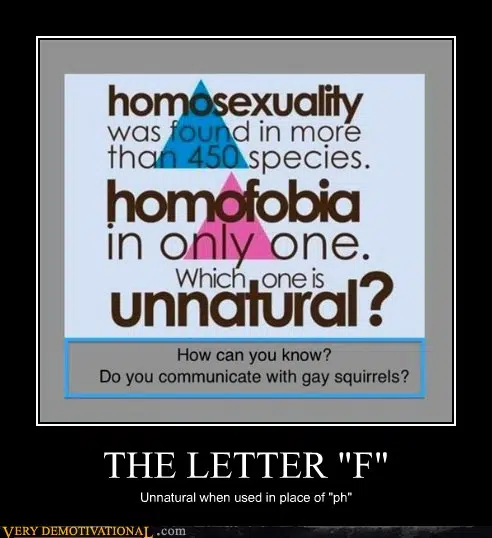 homosexuality
was found in more
than 450 species.
homofobia
in only one.
Which one is
unnatural?
How can you know?
Do you communicate with gay squirrels?
THE LETTER "F"
Unnatural when used in place of "ph"
VERY DEMOTIVATIONAL.com